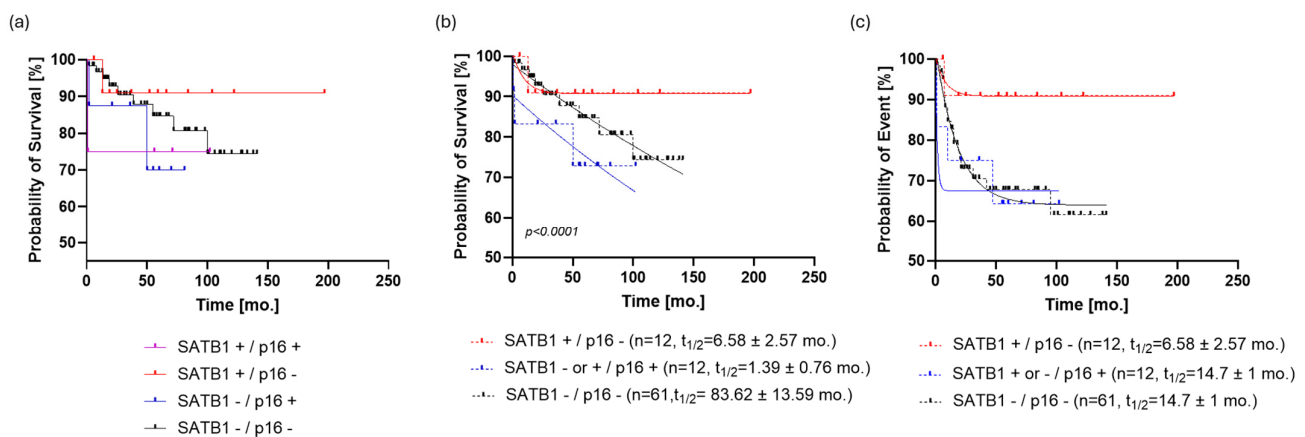 (a)
Probability of Survival [%]
100
90
80
70
60
50
0
50
100
150
200
250
Time [mo.]
SATB1 + / p16 +
SATB1 + / p16 -
SATB1 - / p16 +
SATB1 - / p16 -
(b)
Probability of Survival [%]
100
90
80
70
60
50
p<0.0001
0
50
100
150
200
250
Time [mo.]
SATB1 + / p16 - (n=12, t1/2=6.58 ± 2.57 mo.)
SATB1 - or + / p16 + (n=12, t1/2=1.39 ± 0.76 mo.)
SATB1 - / p16 - (n=61,t1/2= 83.62 ± 13.59 mo.)
(c)
Probability of Event [%]
100
90
80
70
60
50
0
50
100
150
200
250
Time [mo.]
SATB1 + / p16 - (n=12, t1/2=6.58 ± 2.57 mo.)
SATB1 + or - / p16 + (n=12, t1/2=14.7 ± 1 mo.)
SATB1 - / p16 - (n=61, t1/2=14.7 ± 1 mo.)